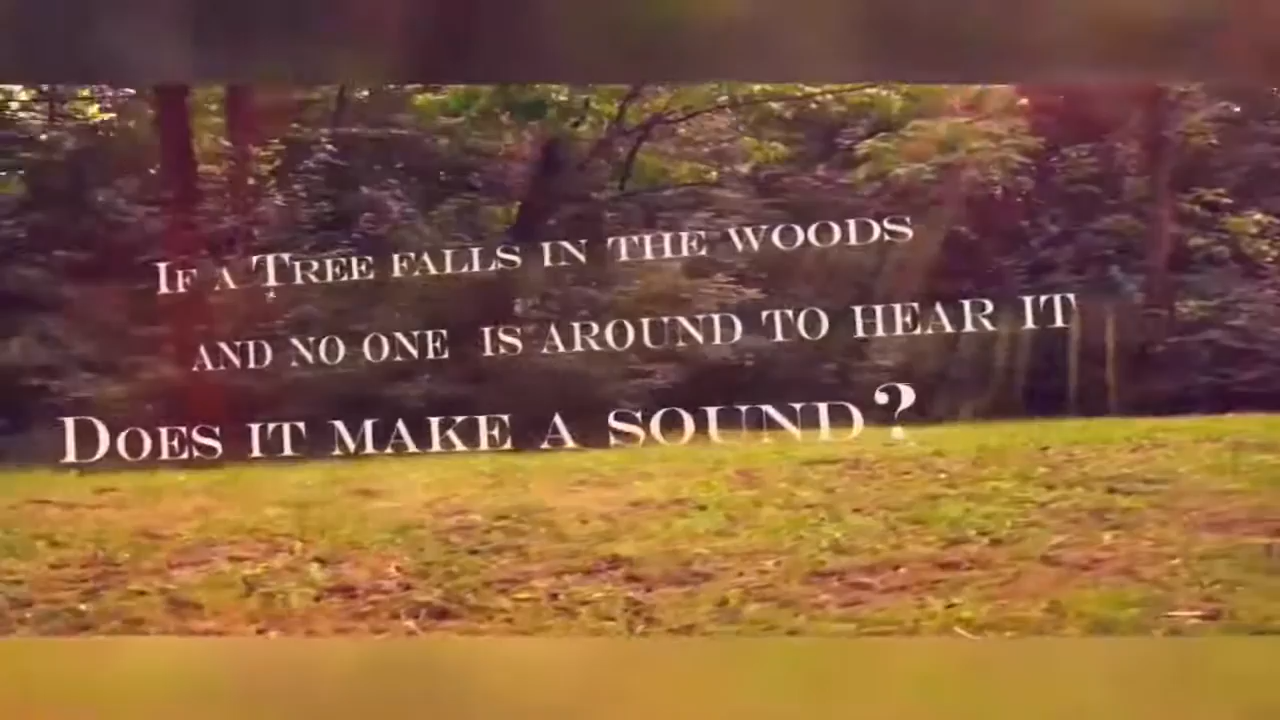 If a Tree falls in the woods
and no one is around to hear it
Does it make a sound?